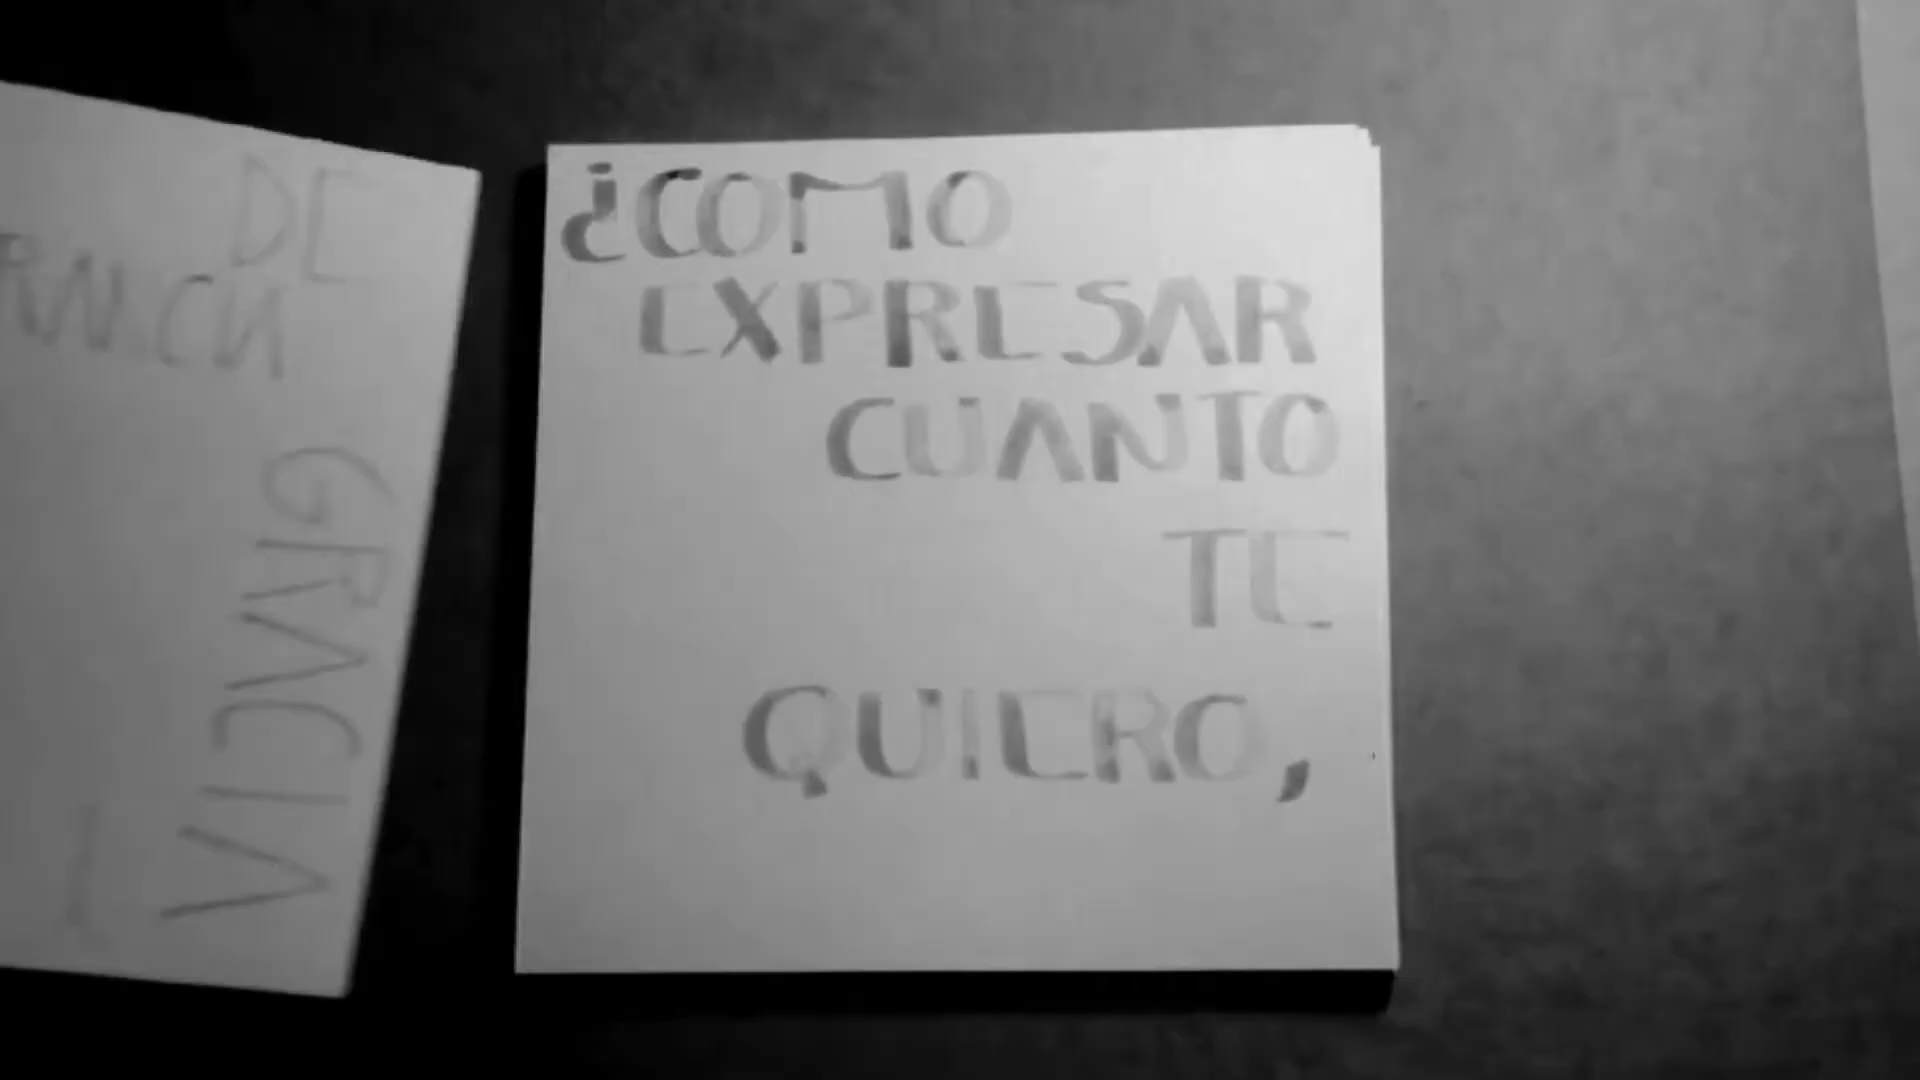 DE
GRACIA
¿COMO
EXPRESAR
CUANTO
TE
QUIERO,